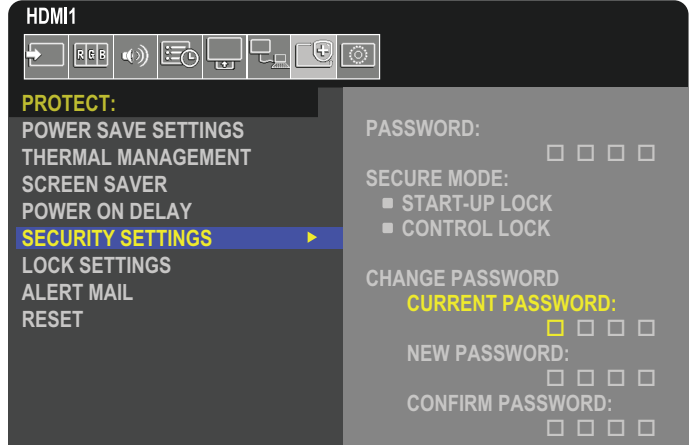 HDMI1
RGB
PROTECT:
POWER SAVE SETTINGS
THERMAL MANAGEMENT
SCREEN SAVER
POWER ON DELAY
SECURITY SETTINGS
LOCK SETTINGS
ALERT MAIL
RESET
PASSWORD:
SECURE MODE:
START-UP LOCK
CONTROL LOCK
CHANGE PASSWORD
CURRENT PASSWORD:
NEW PASSWORD:
CONFIRM PASSWORD: